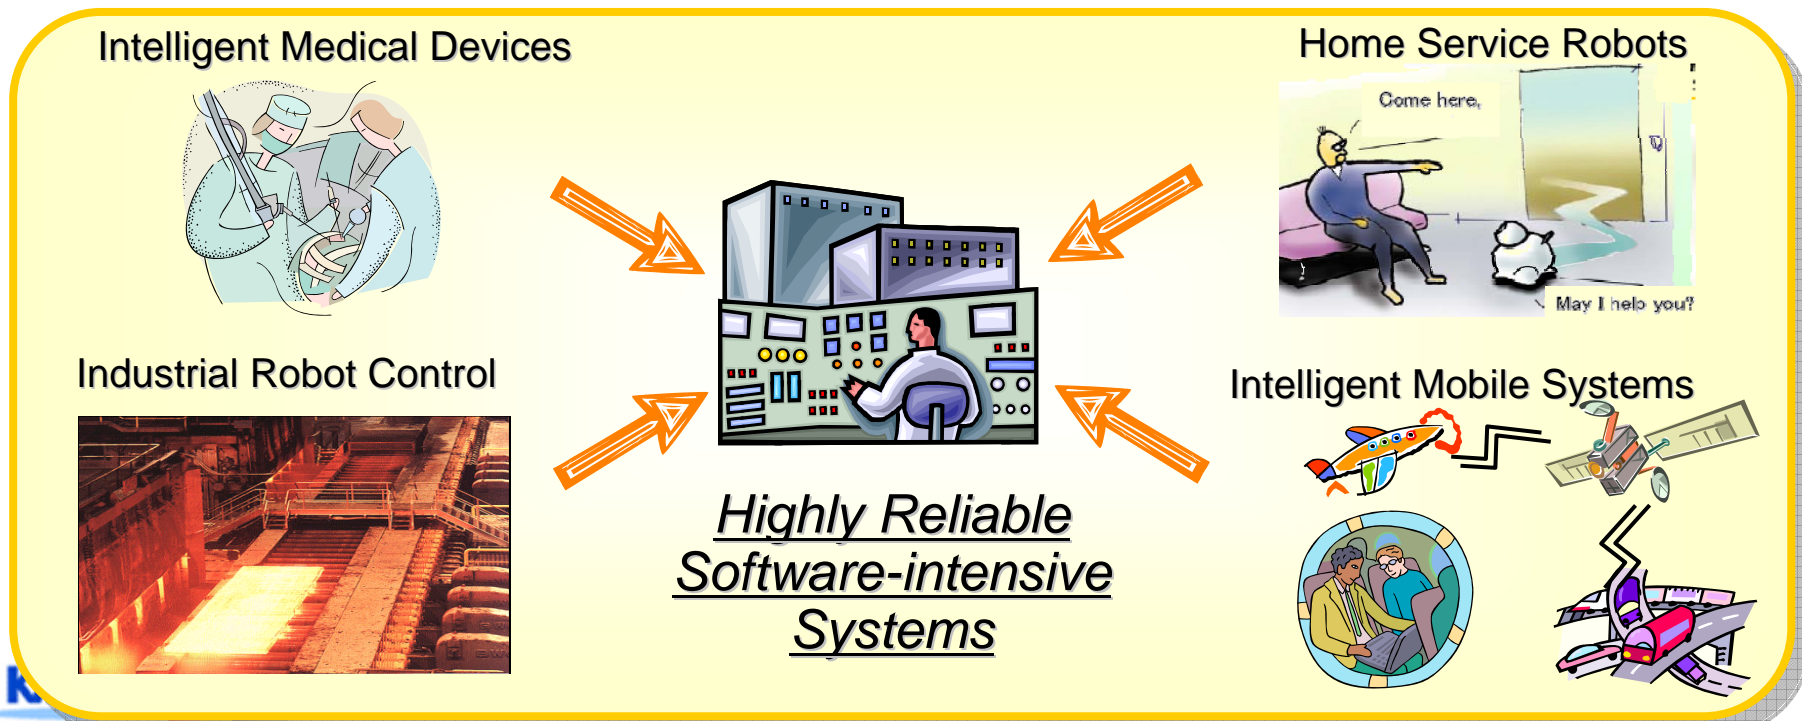 Intelligent Medical Devices
Home Service Robots
Come here,
May I help you?
Industrial Robot Control
Intelligent Mobile Systems
Highly Reliable
Software-intensive
Systems